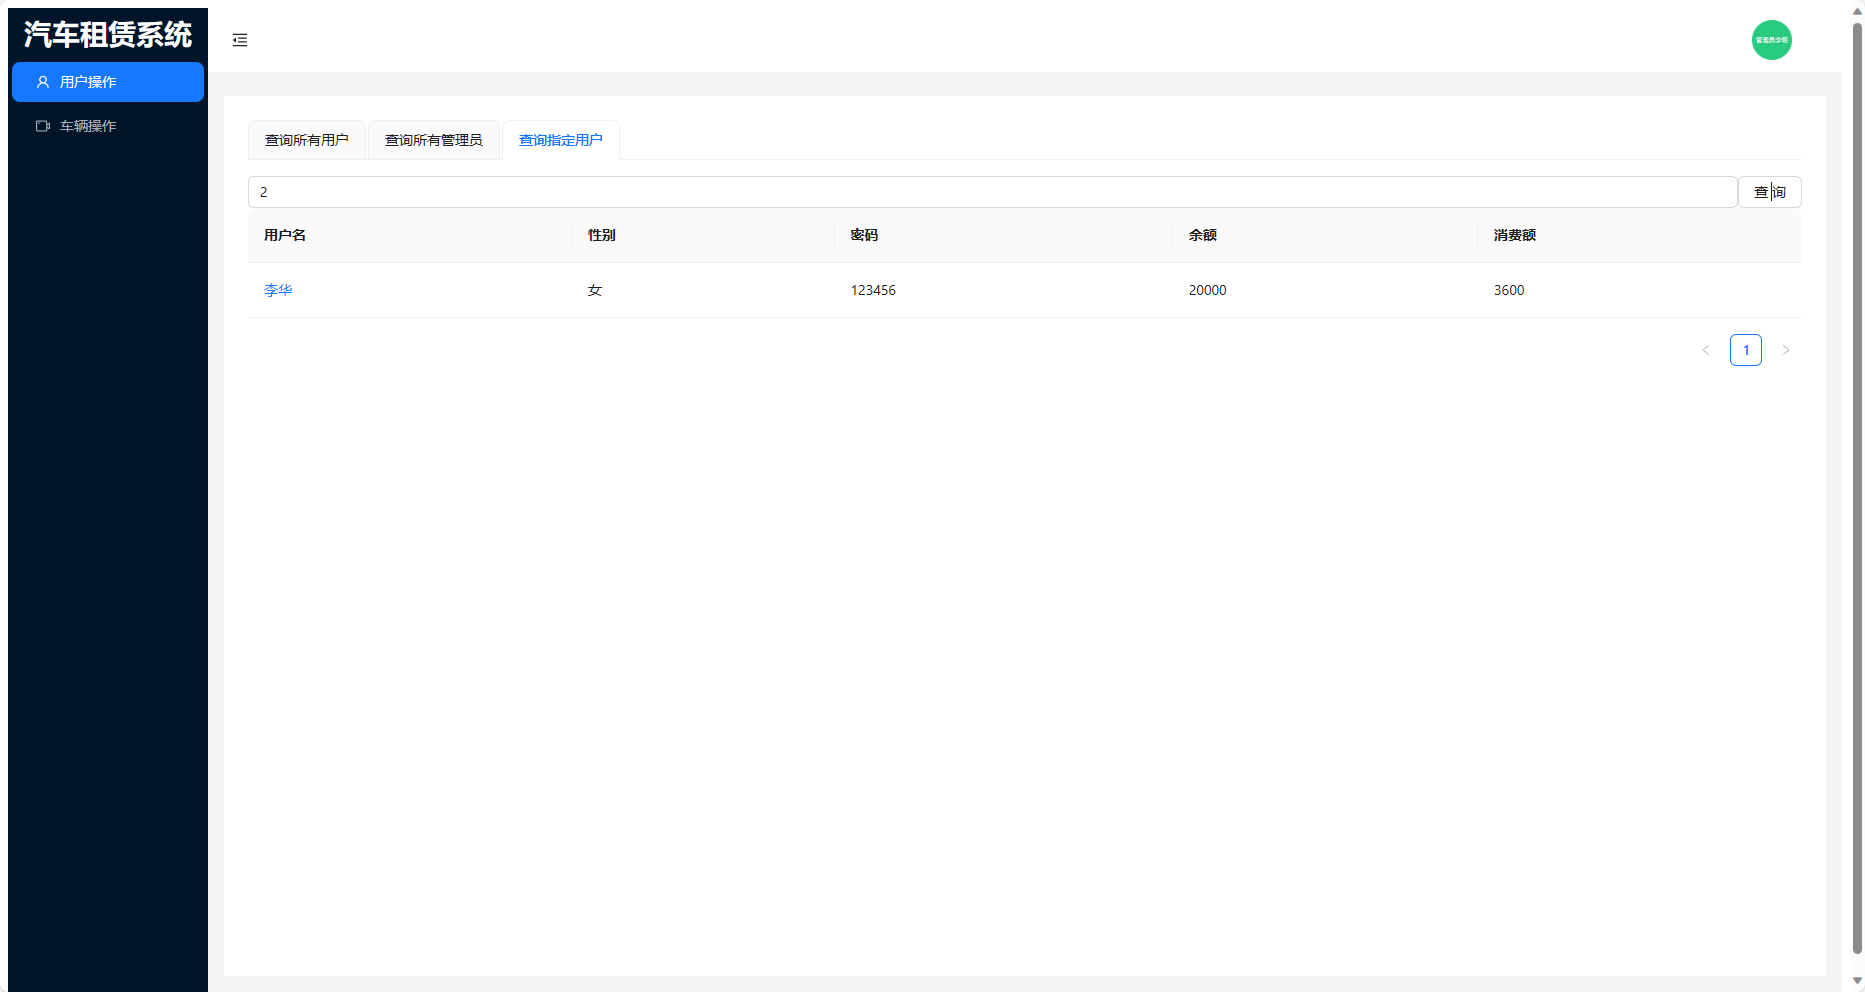 汽车租赁系统
用户操作
车辆操作
查询所有用户 查询所有管理员 查询指定用户
2 查询
用户名 性别 密码 余额 消费额
李华 女 123456 20000 3600
1